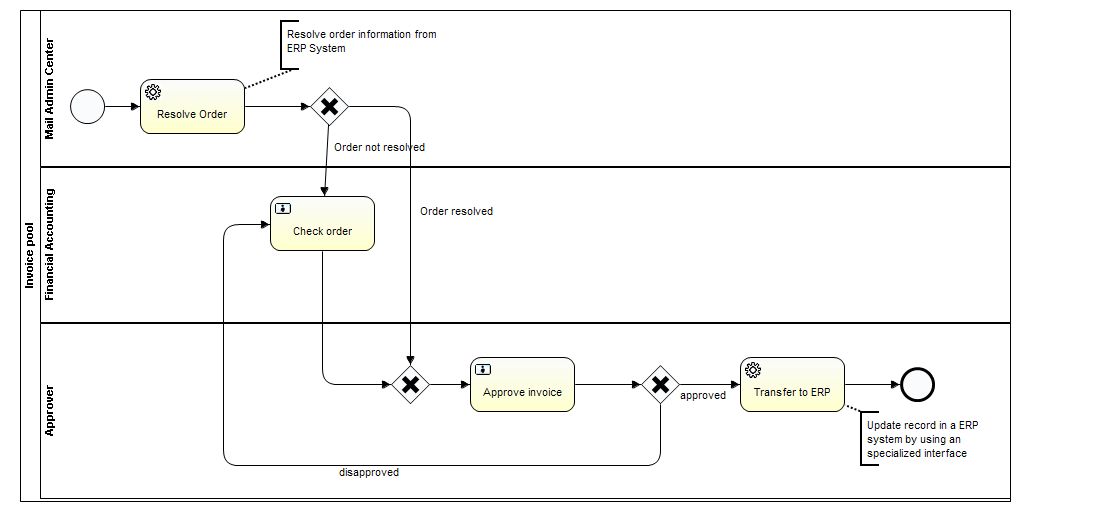 Invoice pool
Mail Admin Center
Resolve order information from
ERP System
Resolve Order
Order not resolved
Financial Accounting
Order resolved
Check order
Approver
Approve invoice
approved
Transfer to ERP
Update record in a ERP
system by using an
specialized interface
disapproved